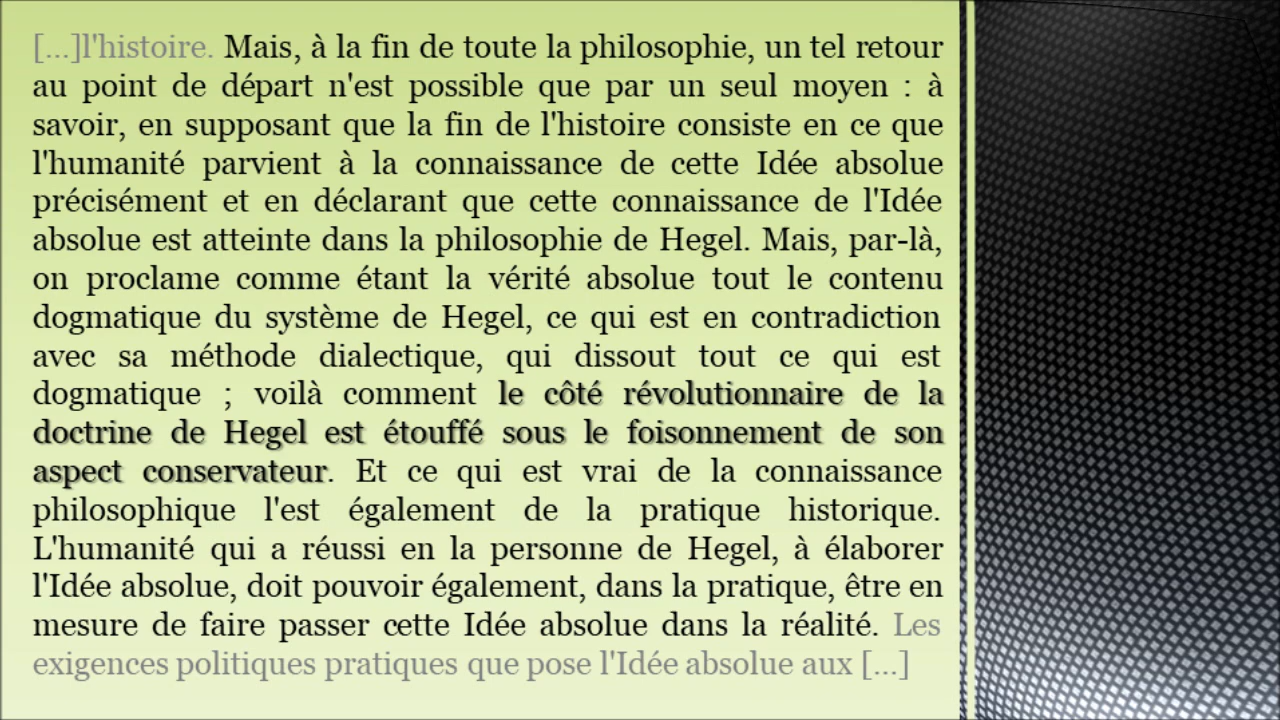 [...]l'histoire. Mais, à la fin de toute la philosophie, un tel retour
au point de départ n'est possible que par un seul moyen : à
savoir, en supposant que la fin de l'histoire consiste en ce que
l'humanité parvient à la connaissance de cette Idée absolue
précisément et en déclarant que cette connaissance de l'Idée
absolue est atteinte dans la philosophie de Hegel. Mais, par-là,
on proclame comme étant la vérité absolue tout le contenu
dogmatique du système de Hegel, ce qui est en contradiction
avec sa méthode dialectique, qui dissout tout ce qui est
dogmatique ; voilà comment le côté révolutionnaire de la
doctrine de Hegel est étouffé sous le foisonnement de son
aspect conservateur. Et ce qui est vrai de la connaissance
philosophique l'est également de la pratique historique.
L'humanité qui a réussi en la personne de Hegel, à élaborer
l'Idée absolue, doit pouvoir également, dans la pratique, être en
mesure de faire passer cette Idée absolue dans la réalité. Les
exigences politiques pratiques que pose l'Idée absolue aux [...]